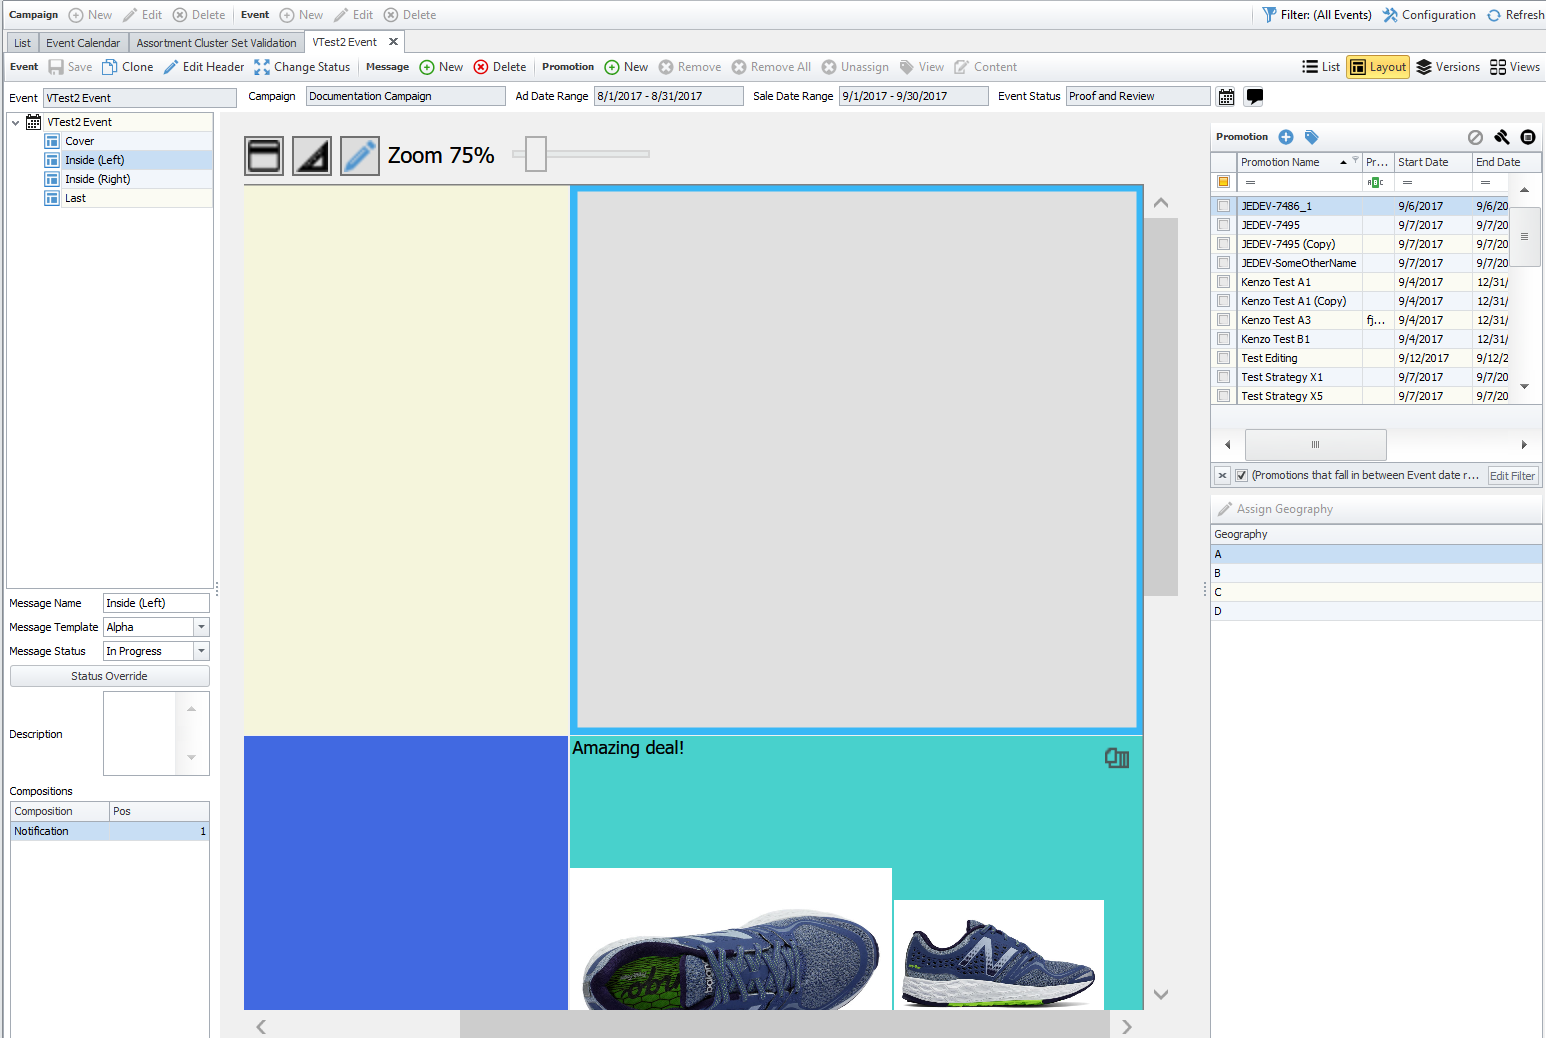 Campaign New Edit Delete Event New Edit Delete Filter: (All Events) Configuration Refresh
List Event Calendar Assortment Cluster Set Validation VTest2 Event
Event Save Clone Edit Header Change Status Message New Delete Promotion New Remove Remove All Unassign View Content List Layout Versions Views
Event VTest2 Event Campaign Documentation Campaign Ad Date Range 8/1/2017 - 8/31/2017 Sale Date Range 9/1/2017 - 9/30/2017 Event Status Proof and Review
VTest2 Event
Cover
Inside (Left)
Inside (Right)
Last
Message Name Inside (Left)
Message Template Alpha
Message Status In Progress
Status Override
Description
Compositions
Composition Pos
Notification 1
Zoom 75%
Amazing deal!
Promotion
Promotion Name Pr... Start Date End Date
= ABC = =
JEDEV-7486_1 9/6/2017 9/6/20
JEDEV-7495 9/7/2017 9/7/20
JEDEV-7495 (Copy) 9/7/2017 9/7/20
JEDEV-SomeOtherName 9/7/2017 9/7/20
Kenzo Test A1 9/4/2017 12/31/
Kenzo Test A1 (Copy) 9/4/2017 12/31/
Kenzo Test A3 fj... 9/4/2017 12/31/
Kenzo Test B1 9/4/2017 12/31/
Test Editing 9/12/2017 9/12/2
Test Strategy X1 9/7/2017 9/7/20
Test Strategy X5 9/7/2017 9/7/20
(Promotions that fall in between Event date r... Edit Filter
Assign Geography
Geography
A
B
C
D